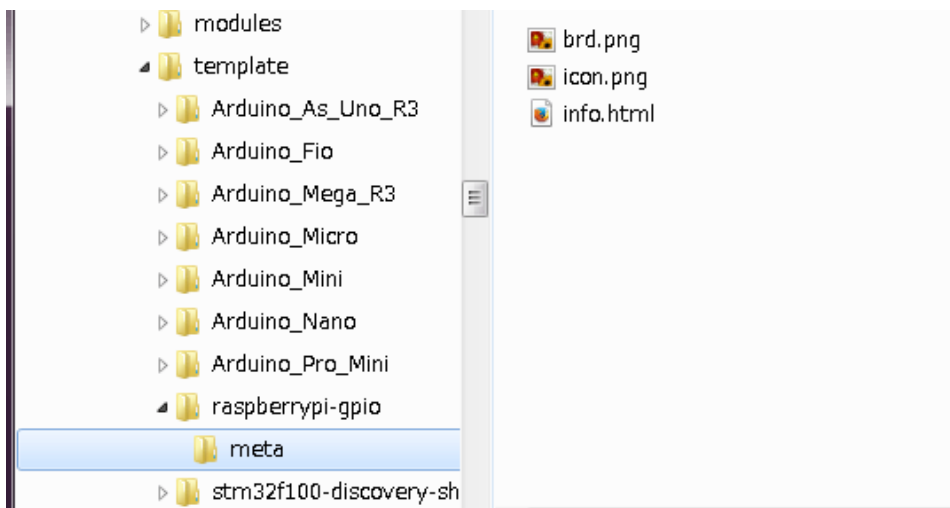 modules
template
Arduino_As_Uno_R3
Arduino_Fio
Arduino_Mega_R3
Arduino_Micro
Arduino_Mini
Arduino_Nano
Arduino_Pro_Mini
raspberrypi-gpio
meta
stm32f100-discovery-sh
brd.png
icon.png
info.html